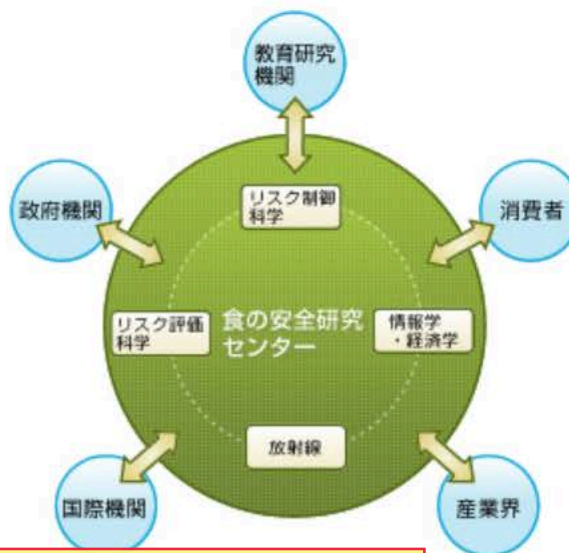 教育研究
機関
政府機関
消費者
リスク制御
科学
リスク評価
科学
食の安全研究
センター
情報学
・経済学
放射線
国際機関
産業界